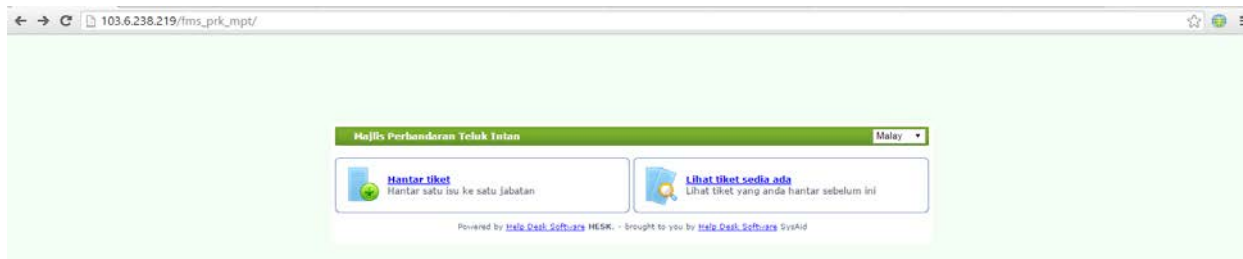 103.6.238.219/fms_prk_mpt/
Majlis Perbandaran Teluk Intan
Malay
Hantar tiket
Hantar satu isu ke satu jabatan
Lihat tiket sedia ada
Lihat tiket yang anda hantar sebelum ini
Powered by Help Desk Software HESK. - brought to you by Help Desk Software SysAid